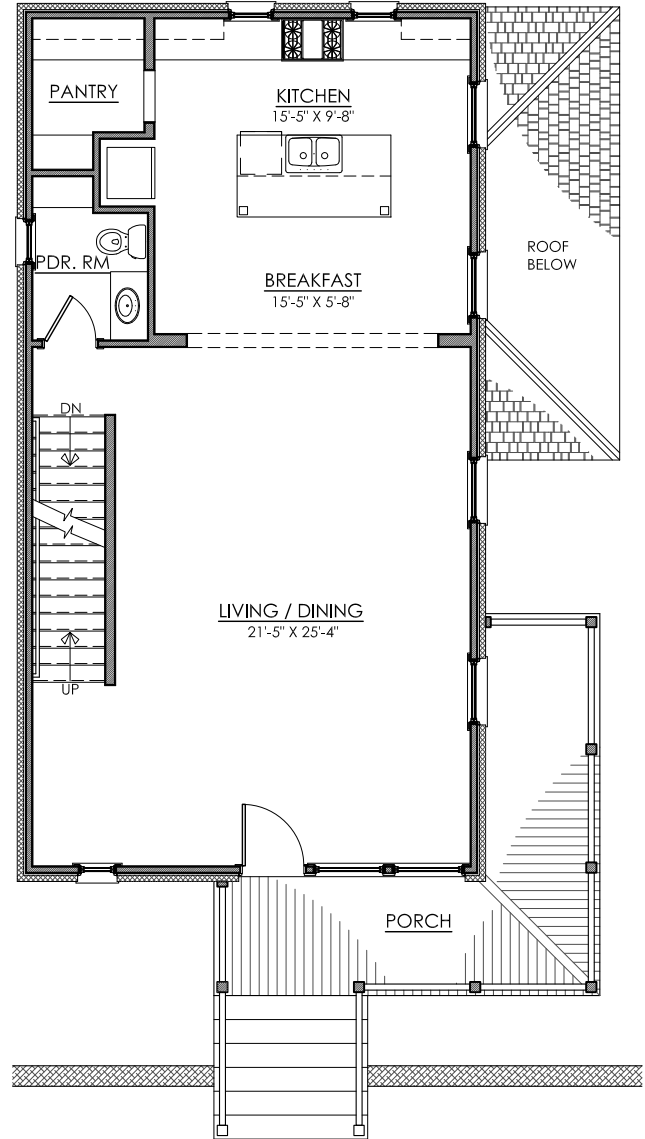 PANTRY
KITCHEN
15'-5" X 9'-8"
ROOF
BELOW
PDR. RM
BREAKFAST
15'-5" X 5'-8"
DN
LIVING / DINING
21'-5" X 25'-4"
UP
PORCH